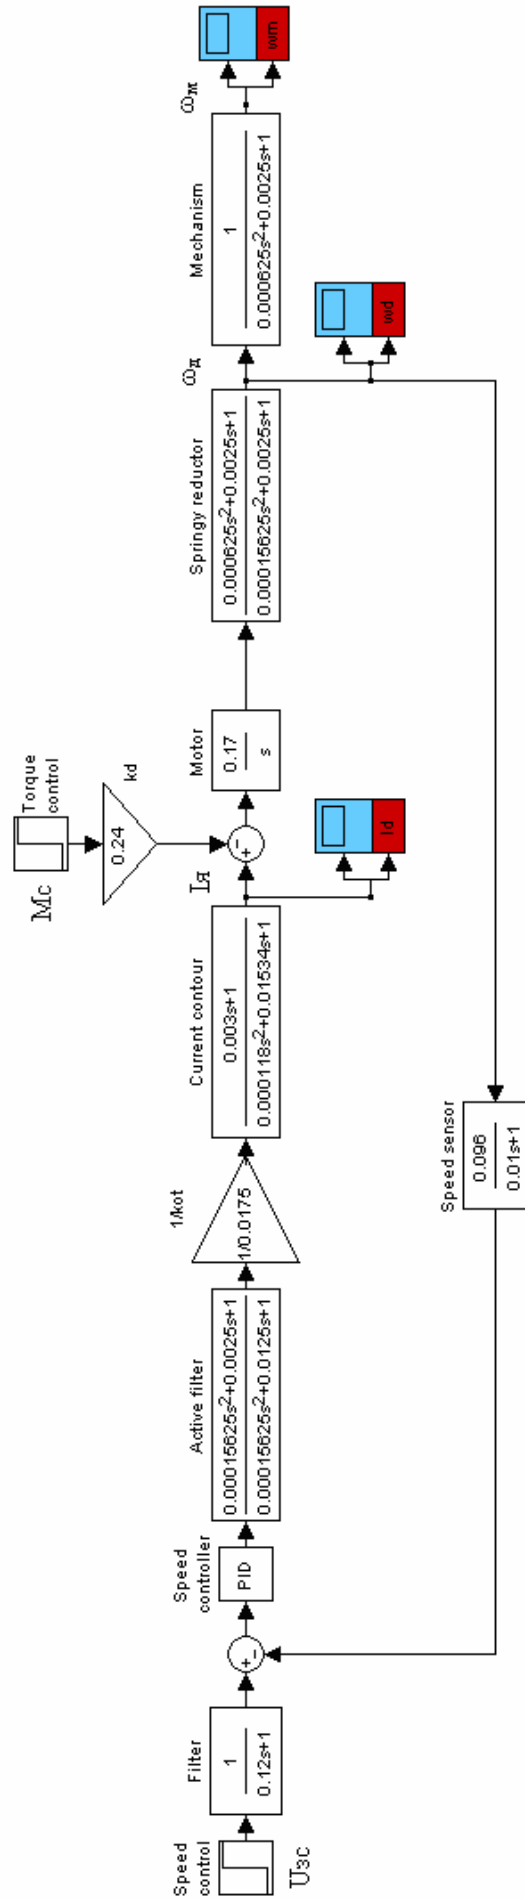 Speed
control
Uзс
Filter
1
0.12s+1
+
−
Speed
controller
PID
Active filter
0.00015625s²+0.0025s+1
0.00015625s²+0.0125s+1
1/kot
1/0.0175
Current contour
0.003s+1
0.000118s²+0.01534s+1
Iя
Id
Mc
Torque
control
0.24
kd
−
+
Motor
0.17
s
Springy reductor
0.000625s²+0.0025s+1
0.00015625s²+0.0025s+1
ωд
wd
Mechanism
1
0.000625s²+0.0025s+1
ωм
wm
Speed sensor
0.096
0.01s+1